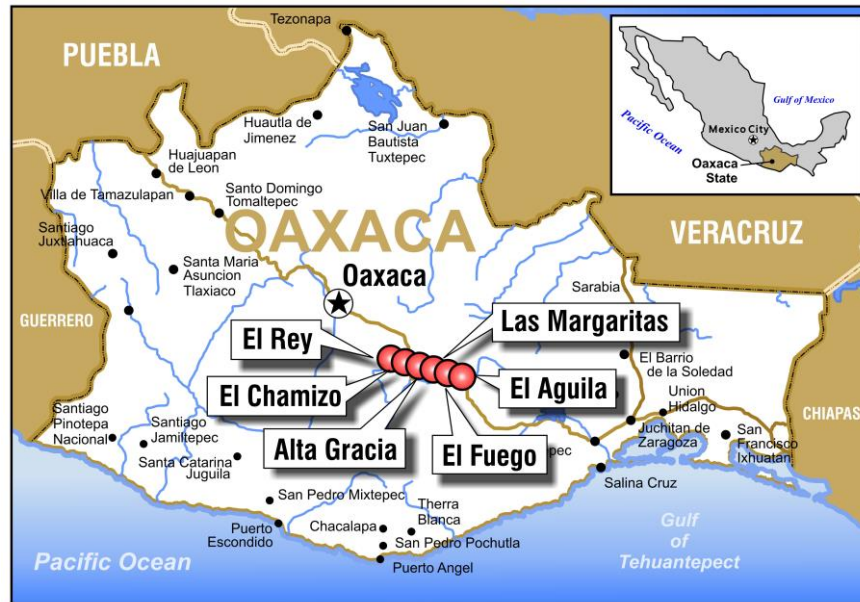 Tezonapa
PUEBLA
Gulf of Mexico
Pacific Ocean
Mexico City
Oaxaca
State
Huautla de
Jimenez
San Juan
Bautista
Tuxtepec
Huajuapan
de Leon
Villa de Tamazulapan
Santo Domingo
Tomaltepec
OAXACA
VERACRUZ
Santiago
Juxtlahuaca
Santa Maria
Asuncion
Tlaxiaco
Oaxaca
Sarabia
GUERRERO
El Rey
Las Margaritas
El Barrio
de la Soledad
El Chamizo
El Aguila
Union
Hidalgo
CHIAPAS
Santiago
Pinotepa
Nacional
Santiago
Jamiltepec
Alta Gracia
El Fuego
tepec
Juchitan de
Zaragoza
San
Francisco
Ixhuatan
Santa Catarina
Juguila
Salina Cruz
San Pedro Mixtepec
Therra
Blanca
Puerto
Escondido
Chacalapa
San Pedro Pochutla
Puerto Angel
Pacific Ocean
Gulf
of
Tehuantepect